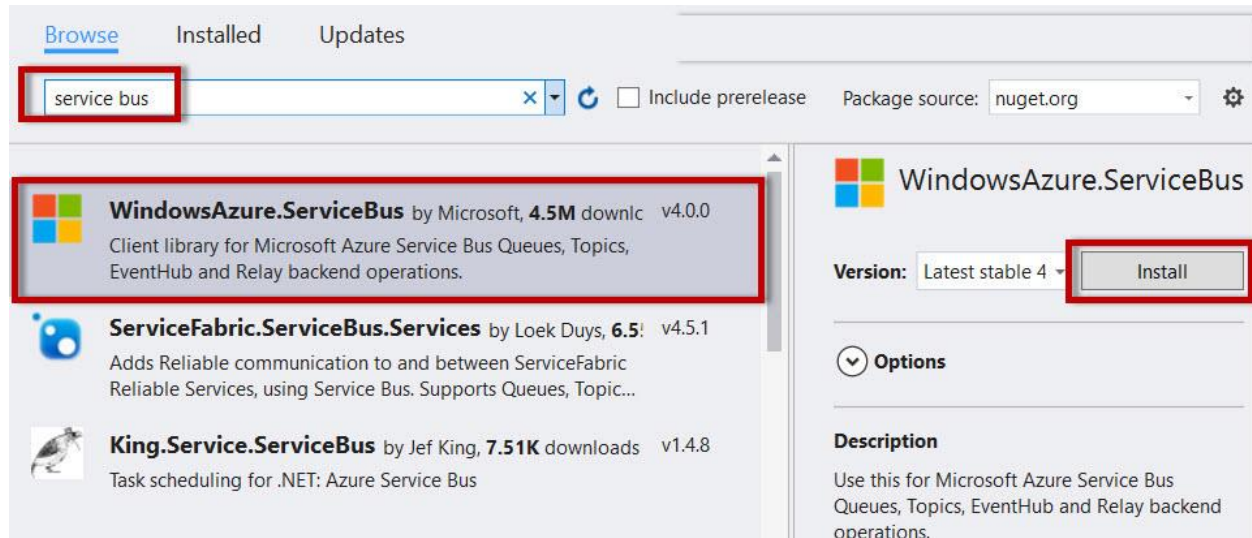 Browse Installed Updates
service bus
Include prerelease Package source: nuget.org
WindowsAzure.ServiceBus by Microsoft, 4.5M v4.0.0
Client library for Microsoft Azure Service Bus Queues, Topics,
EventHub and Relay backend operations.
ServiceFabric.ServiceBus.Services by Loek Duys, v4.5.1
Adds Reliable communication to and between ServiceFabric
Reliable Services, using Service Bus. Supports Queues, Topic...
King.Service.ServiceBus by Jef King, 7.51K downloads v1.4.8
Task scheduling for .NET: Azure Service Bus
WindowsAzure.ServiceBus
Version: Latest stable 4 Install
Options
Description
Use this for Microsoft Azure Service Bus
Queues, Topics, EventHub and Relay backend
operations.